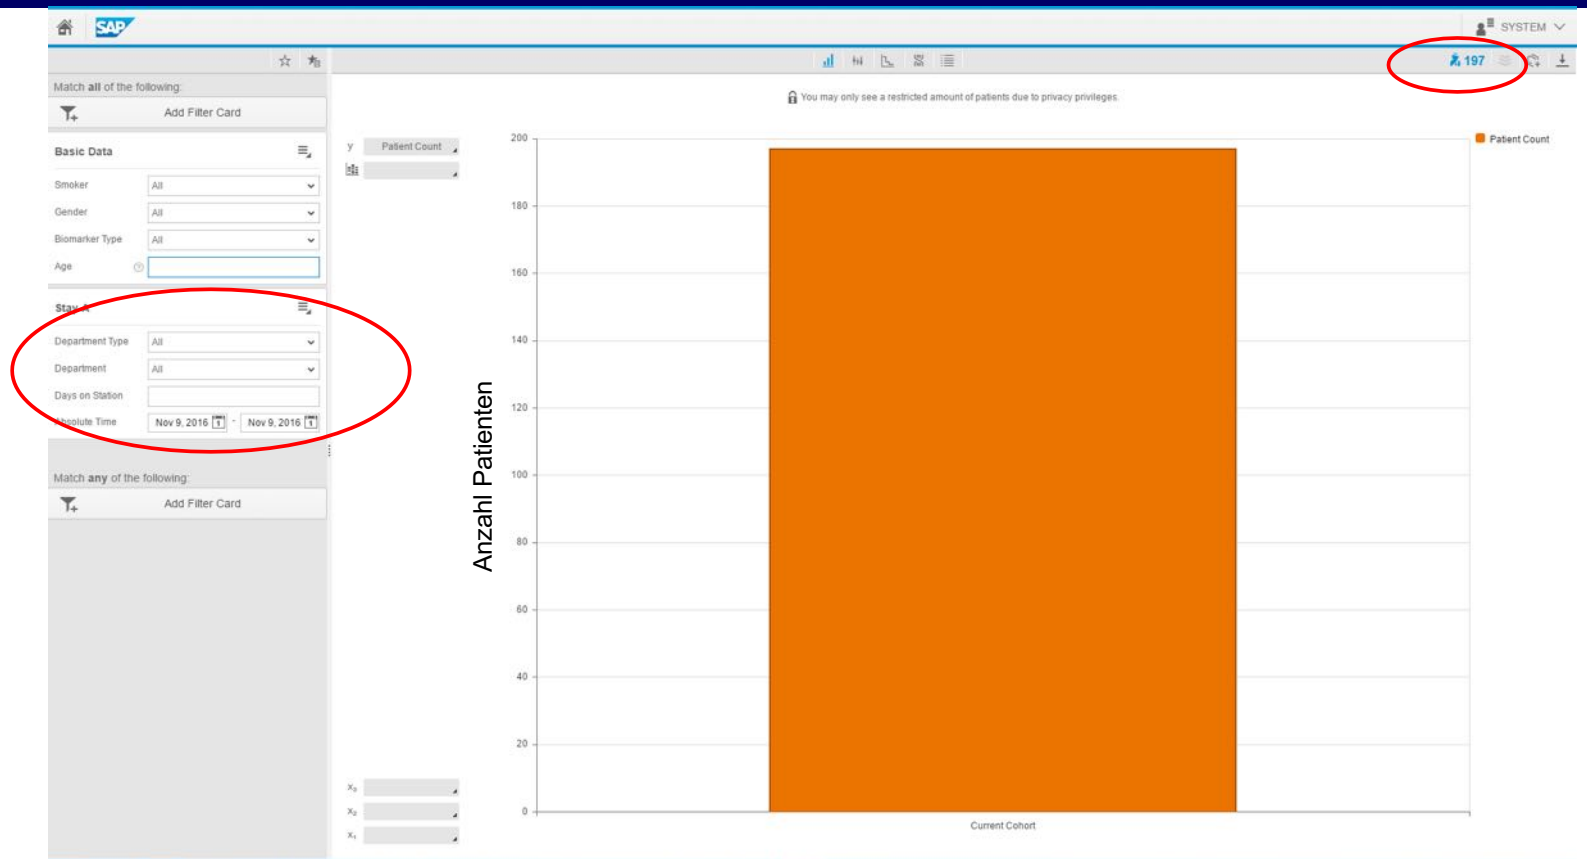 SAP
SYSTEM
197
Match all of the following:
Add Filter Card
You may only see a restricted amount of patients due to privacy privileges.
Basic Data
Smoker All
Gender All
Biomarker Type All
Age
Stay A
Department Type All
Department All
Days on Station
Absolute Time Nov 9, 2016 - Nov 9, 2016
Match any of the following:
Add Filter Card
y Patient Count
Anzahl Patienten
200
180
160
140
120
100
80
60
40
20
0
Current Cohort
Patient Count
X₂
X₁